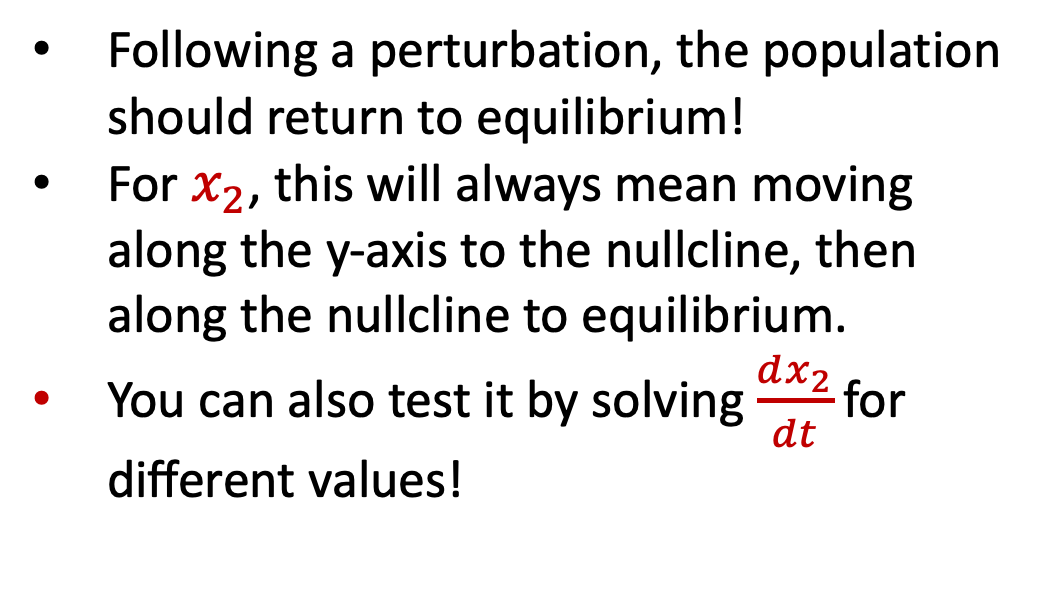 • Following a perturbation, the population
should return to equilibrium!
• For x₂, this will always mean moving
along the y-axis to the nullcline, then
along the nullcline to equilibrium.
• You can also test it by solving dx₂/dt for
different values!